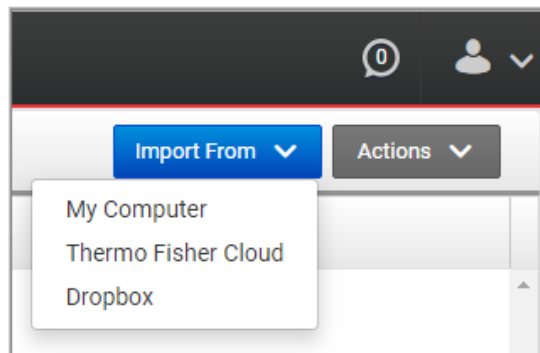 0
Import From
Actions
My Computer
Thermo Fisher Cloud
Dropbox